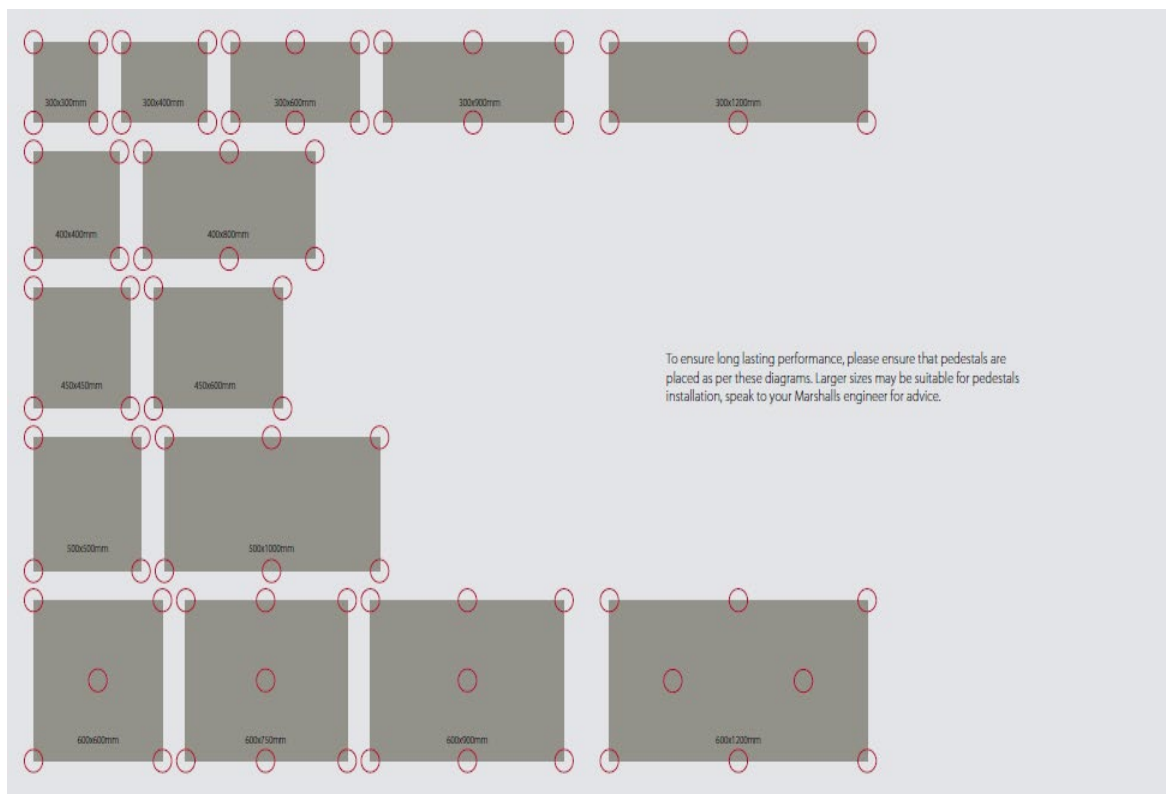 300x300mm
300x400mm
300x600mm
300x900mm
300x1200mm
400x400mm
400x800mm
450x450mm
450x600mm
To ensure long lasting performance, please ensure that pedestals are
placed as per these diagrams. Larger sizes may be suitable for pedestals
installation, speak to your Marshalls engineer for advice.
500x500mm
500x1000mm
600x600mm
600x750mm
600x900mm
600x1200mm